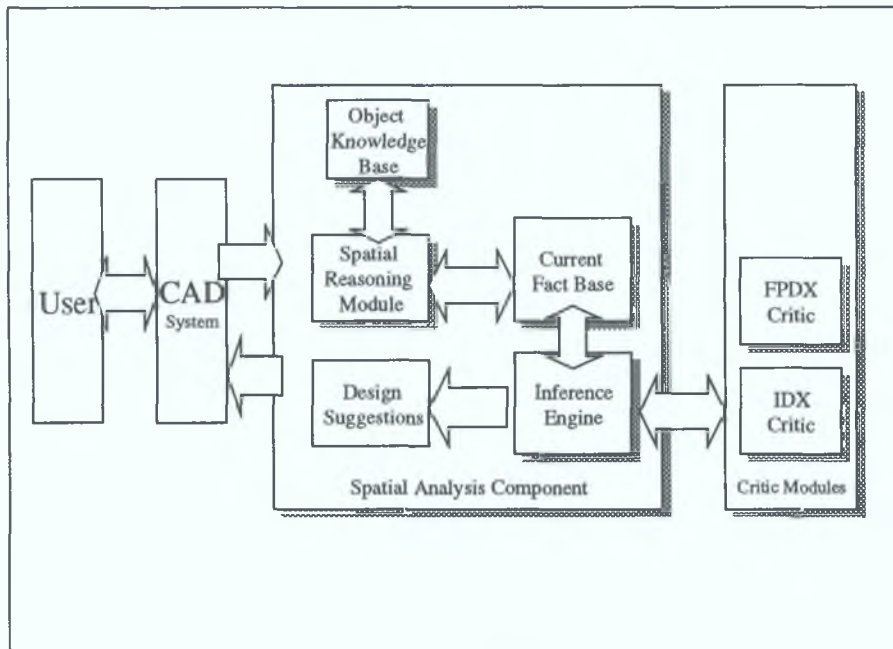 Object
Knowledge
Base
User
CAD
System
Spatial
Reasoning
Module
Current
Fact Base
Design
Suggestions
Inference
Engine
Spatial Analysis Component
FPDX
Critic
IDX
Critic
Critic Modules